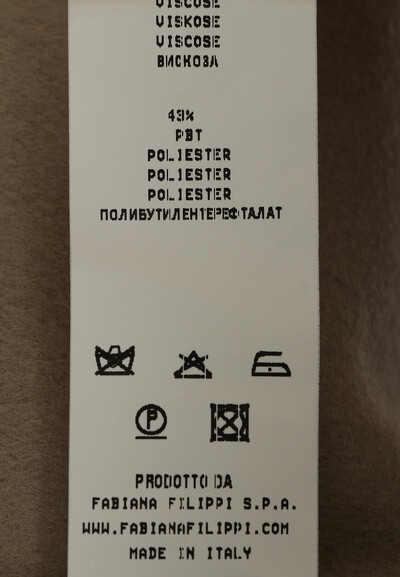 VISCOSE
VISKOSE
VISCOSE
ВИСКОЗА
43%
PBT
POLIESTER
POLIESTER
POLIESTER
ПОЛИБУТИЛЕНТЕРЕФТАЛАТ
P
PRODOTTO DA
FABIANA FILIPPI S.P.A.
WWW.FABIANAFILIPPI.COM
MADE IN ITALY